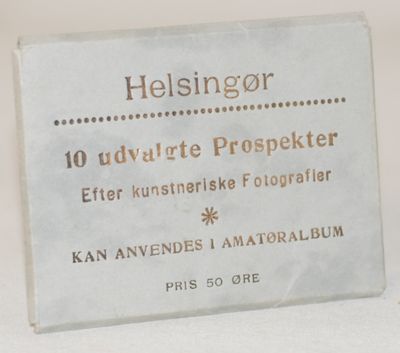 Helsingør
10 udvalgte Prospekter
Efter kunstneriske Fotografier
*
KAN ANVENDES I AMATØRALBUM
PRIS 50 ØRE